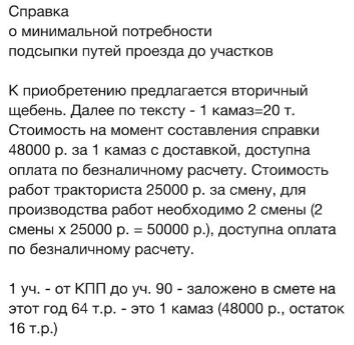 Справка
о минимальной потребности
подсыпки путей проезда до участков

К приобретению предлагается вторичный
щебень. Далее по тексту - 1 камаз=20 т.
Стоимость на момент составления справки
48000 р. за 1 камаз с доставкой, доступна
оплата по безналичному расчету. Стоимость
работ тракториста 25000 р. за смену, для
производства работ необходимо 2 смены (2
смены х 25000 р. = 50000 р.), доступна оплата
по безналичному расчету.

1 уч. - от КПП до уч. 90 - заложено в смете на
этот год 64 т.р. - это 1 камаз (48000 р., остаток
16 т.р.)